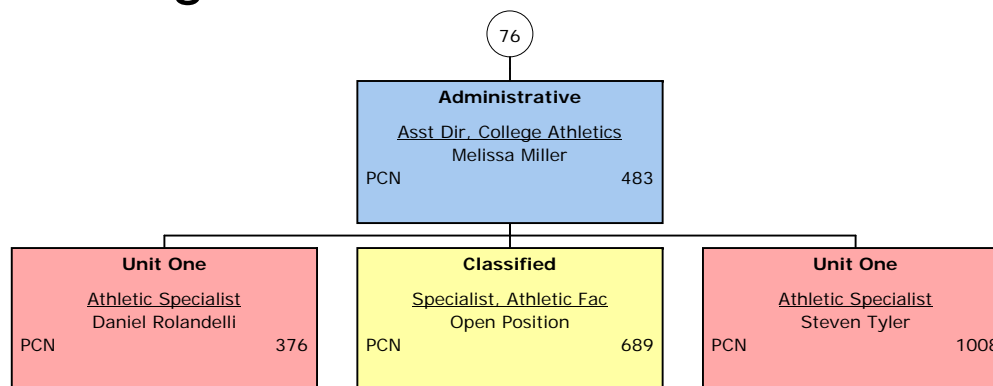 76
Administrative
Asst Dir, College Athletics
Melissa Miller
PCN 483
Unit One
Athletic Specialist
Daniel Rolandelli
PCN 376
Classified
Specialist, Athletic Fac
Open Position
PCN 689
Unit One
Athletic Specialist
Steven Tyler
PCN 1008